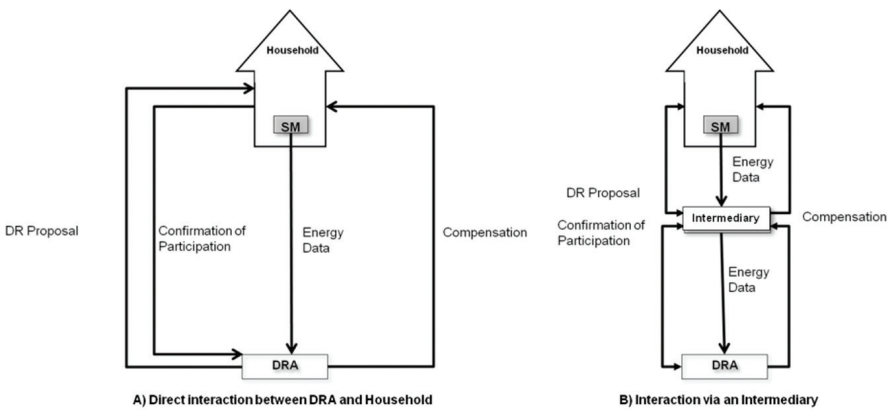 Household
SM
DR Proposal
Confirmation of
Participation
Energy
Data
Compensation
DRA
A) Direct interaction between DRA and Household
Household
SM
Energy
Data
DR Proposal
Confirmation of
Participation
Intermediary
Compensation
Energy
Data
DRA
B) Interaction via an Intermediary